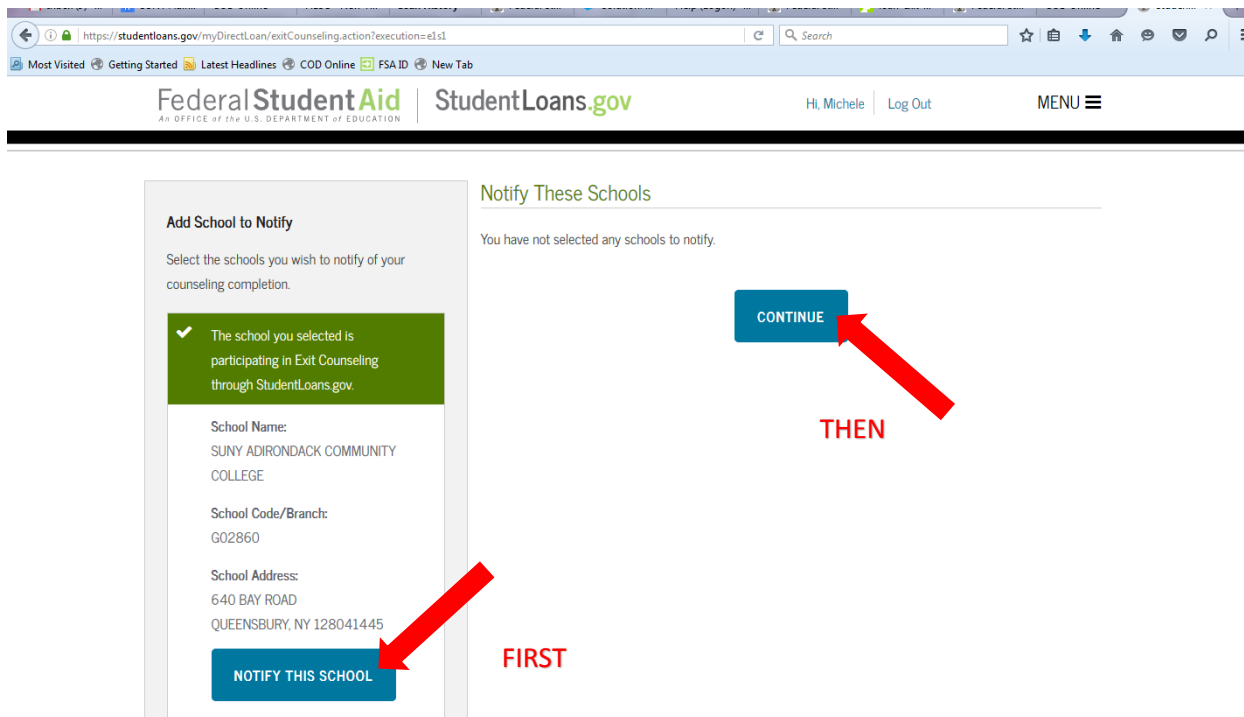 https://studentloans.gov/myDirectLoan/exitCounseling.action?execution=e1s1
Search
Most Visited Getting Started Latest Headlines COD Online FSA ID New Tab
Federal Student Aid
An OFFICE of the U.S. DEPARTMENT of EDUCATION
StudentLoans.gov
Hi, Michele
Log Out
MENU
Add School to Notify
Select the schools you wish to notify of your
counseling completion.
The school you selected is
participating in Exit Counseling
through StudentLoans.gov.
School Name:
SUNY ADIRONDACK COMMUNITY
COLLEGE
School Code/Branch:
G02860
School Address:
640 BAY ROAD
QUEENSBURY, NY 128041445
NOTIFY THIS SCHOOL
FIRST
Notify These Schools
You have not selected any schools to notify.
CONTINUE
THEN